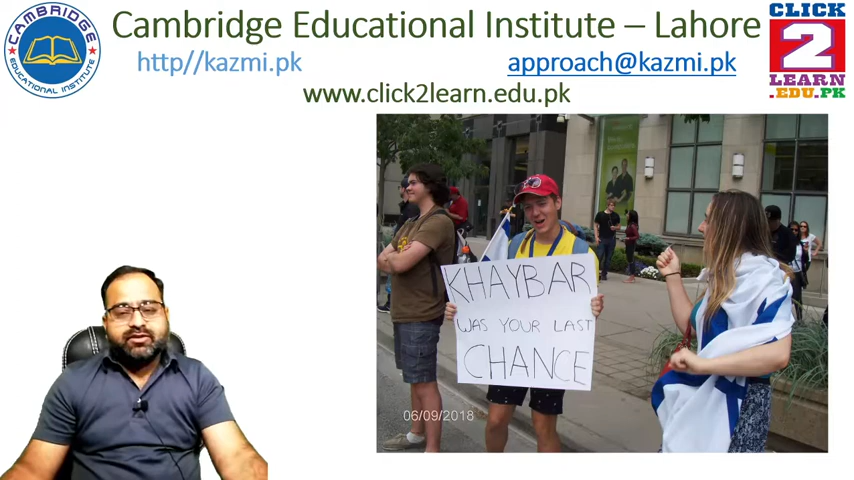 CAMBRIDGE
EDUCATIONAL INSTITUTE
Cambridge Educational Institute – Lahore
http//kazmi.pk
approach@kazmi.pk
www.click2learn.edu.pk
CLICK
2
LEARN
.EDU.PK
KHAYBAR
WAS YOUR LAST
CHANCE
06/09/2018